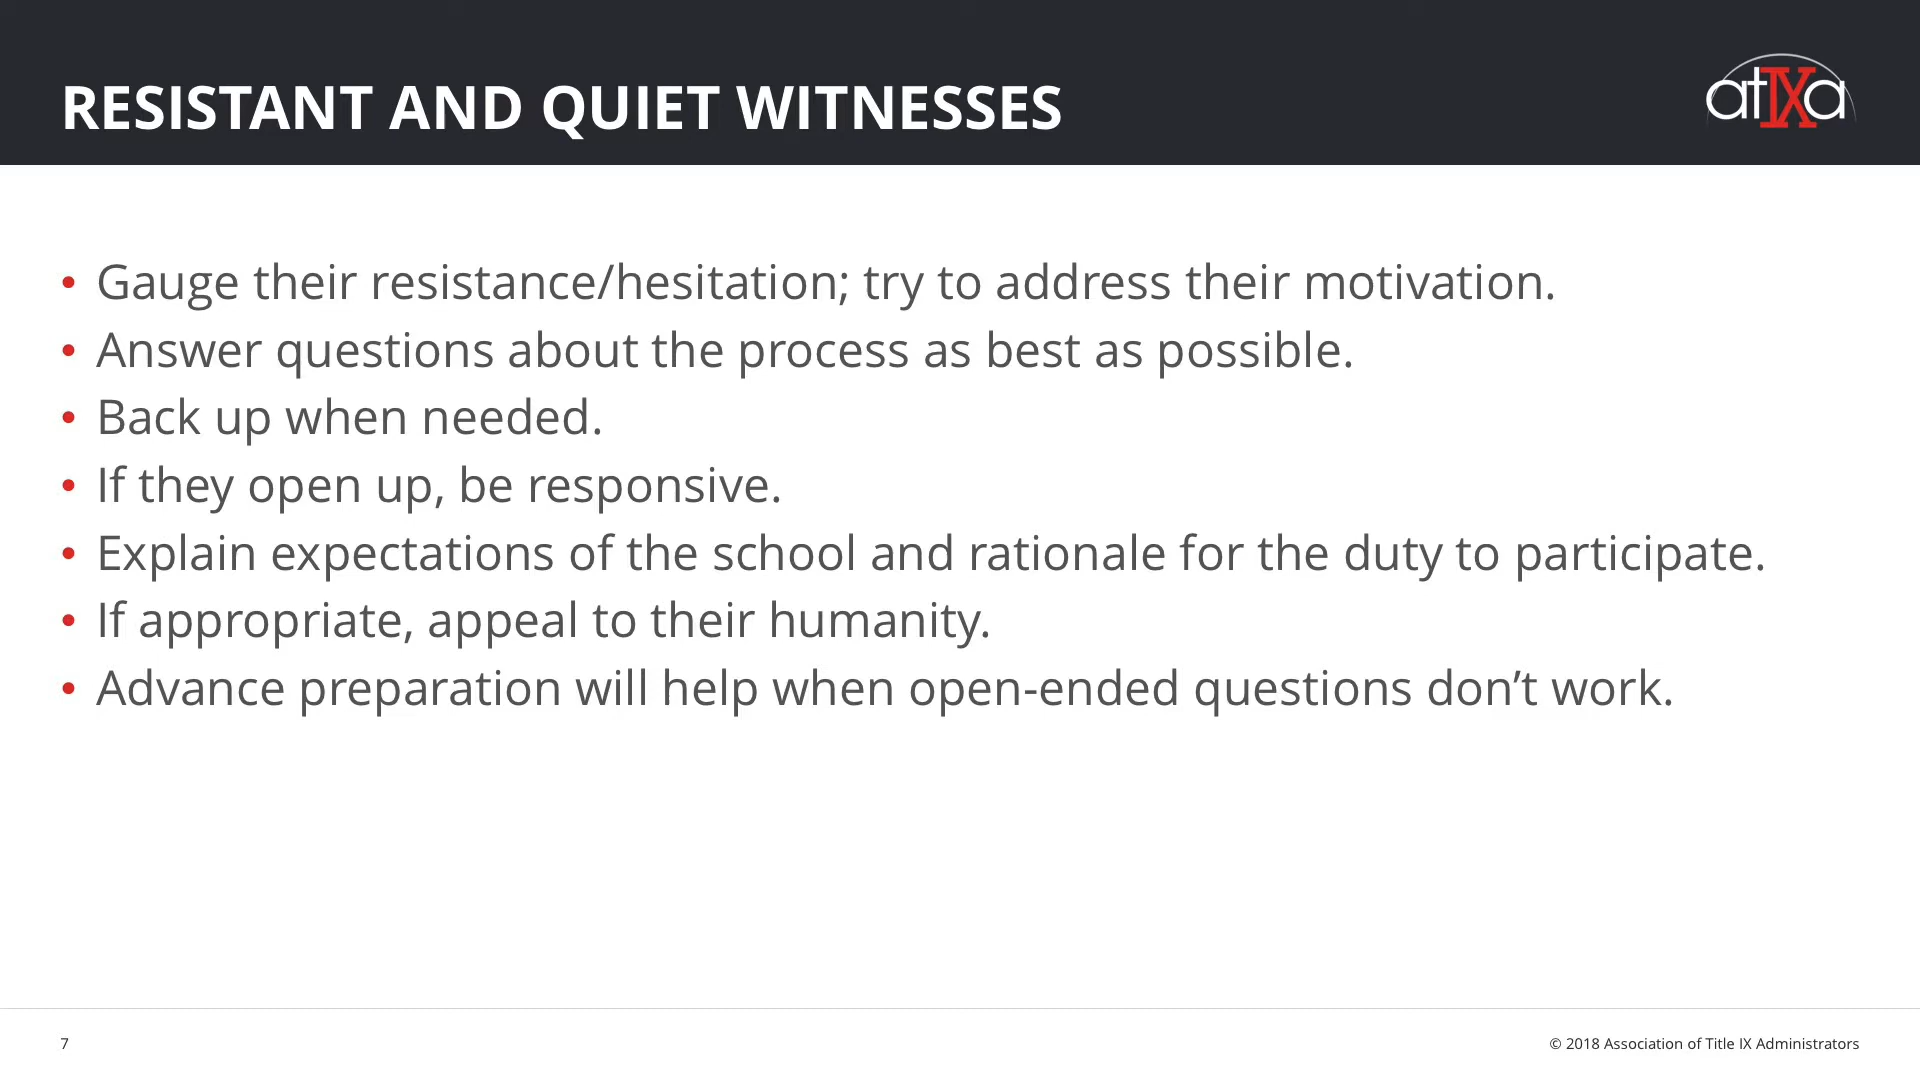 RESISTANT AND QUIET WITNESSES
atIXa
• Gauge their resistance/hesitation; try to address their motivation.
• Answer questions about the process as best as possible.
• Back up when needed.
• If they open up, be responsive.
• Explain expectations of the school and rationale for the duty to participate.
• If appropriate, appeal to their humanity.
• Advance preparation will help when open-ended questions don’t work.
7
© 2018 Association of Title IX Administrators